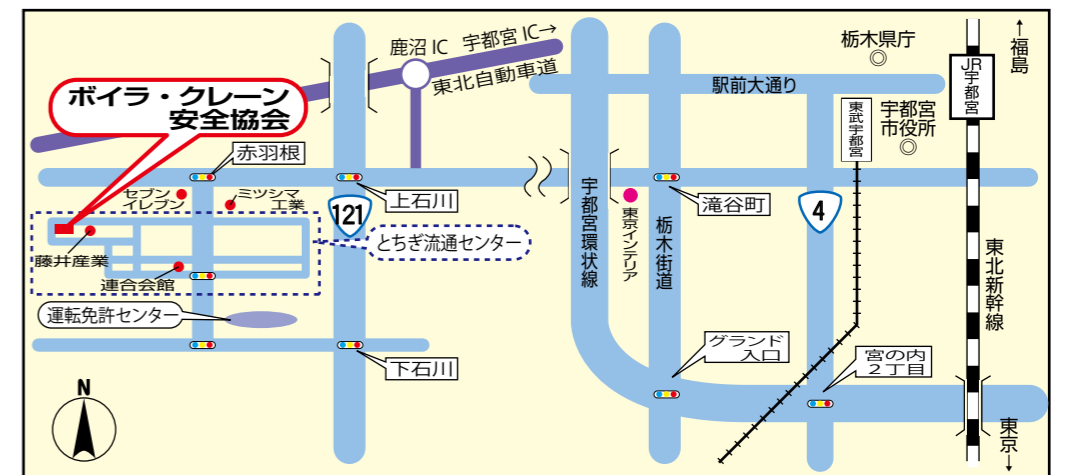 鹿沼 IC
宇都宮 IC→
東北自動車道
ボイラ・クレーン
安全協会
栃木県庁
駅前大通り
JR宇都宮
←福島
東武宇都宮
宇都宮
市役所
赤羽根
セブン
イレブン
ミツシマ
工業
上石川
121
とちぎ流通センター
藤井産業
連合会館
運転免許センター
下石川
宇都宮環状線
東京インテリア
栃木街道
滝谷町
4
東北新幹線
グランド
入口
宮の内
2丁目
東京→
N